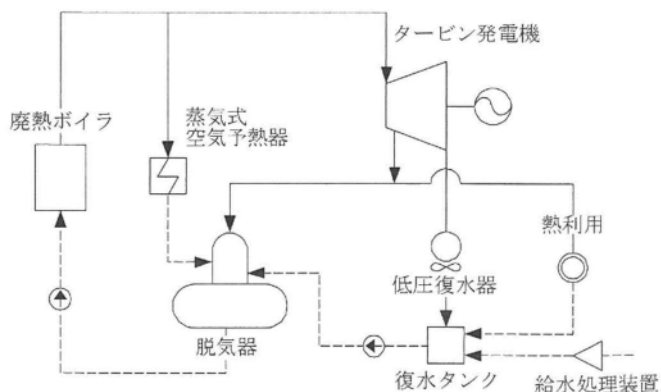 タービン発電機
廃熱ボイラ
蒸気式
空気予熱器
熱利用
低圧復水器
脱気器
復水タンク
給水処理装置